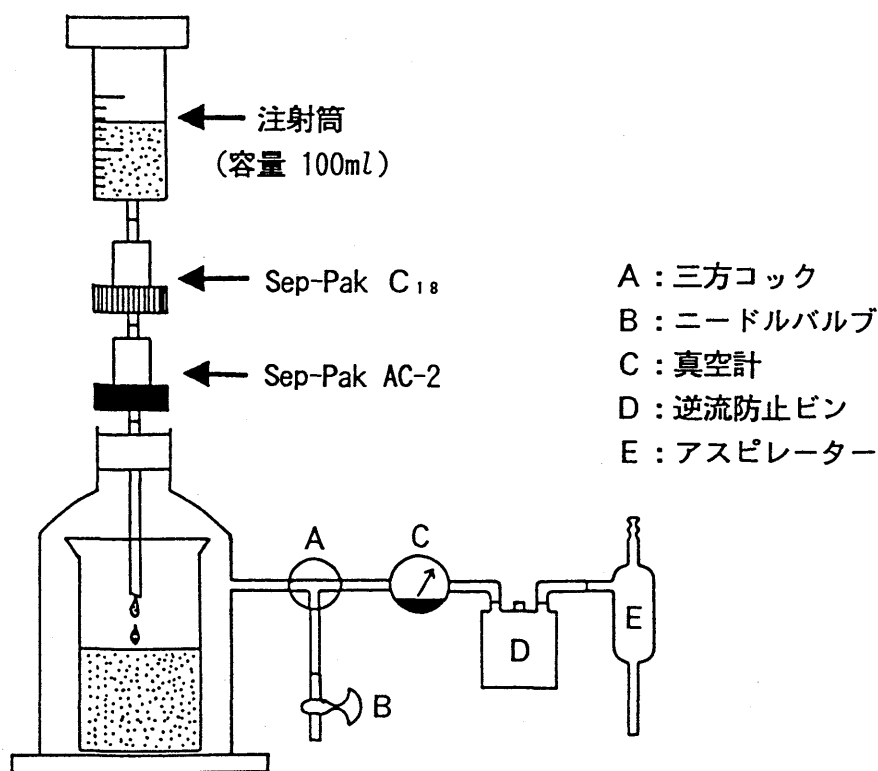 注射筒
(容量 100ml)
Sep-Pak C₁₈
Sep-Pak AC-2
A：三方コック
B：ニードルバルブ
C：真空計
D：逆流防止ビン
E：アスピレーター
A
C
E
D
B